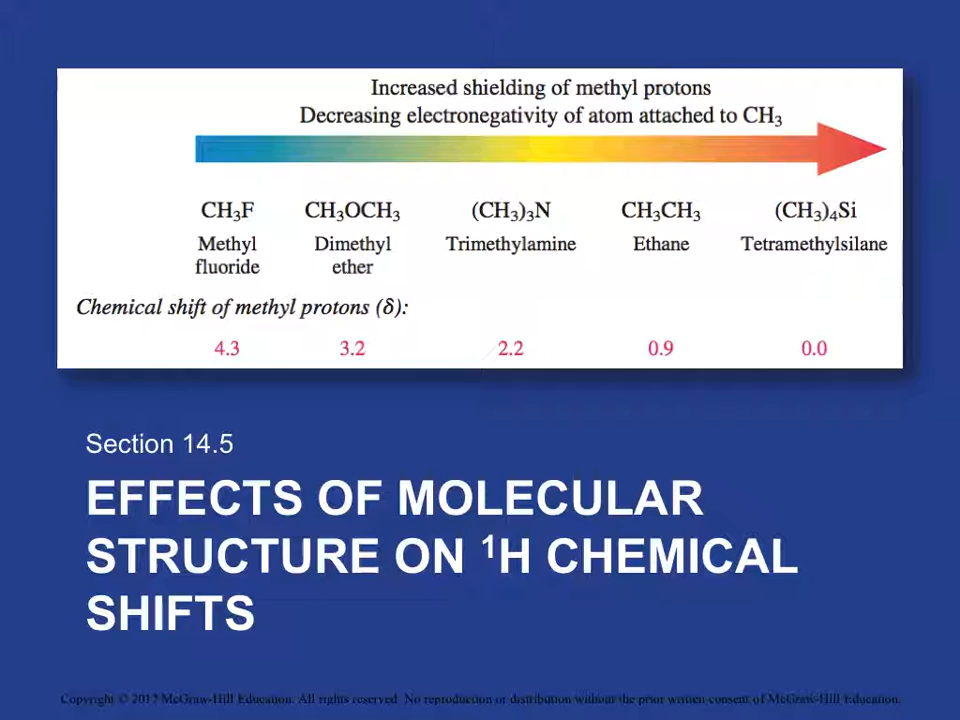 Increased shielding of methyl protons
Decreasing electronegativity of atom attached to CH₃
CH₃F CH₃OCH₃ (CH₃)₃N CH₃CH₃ (CH₃)₄Si
Methyl fluoride Dimethyl ether Trimethylamine Ethane Tetramethylsilane
Chemical shift of methyl protons (δ):
4.3 3.2 2.2 0.9 0.0
Section 14.5
EFFECTS OF MOLECULAR
STRUCTURE ON ¹H CHEMICAL
SHIFTS
Copyright © 2017 McGraw-Hill Education. All rights reserved. No reproduction or distribution without the prior written consent of McGraw-Hill Education.